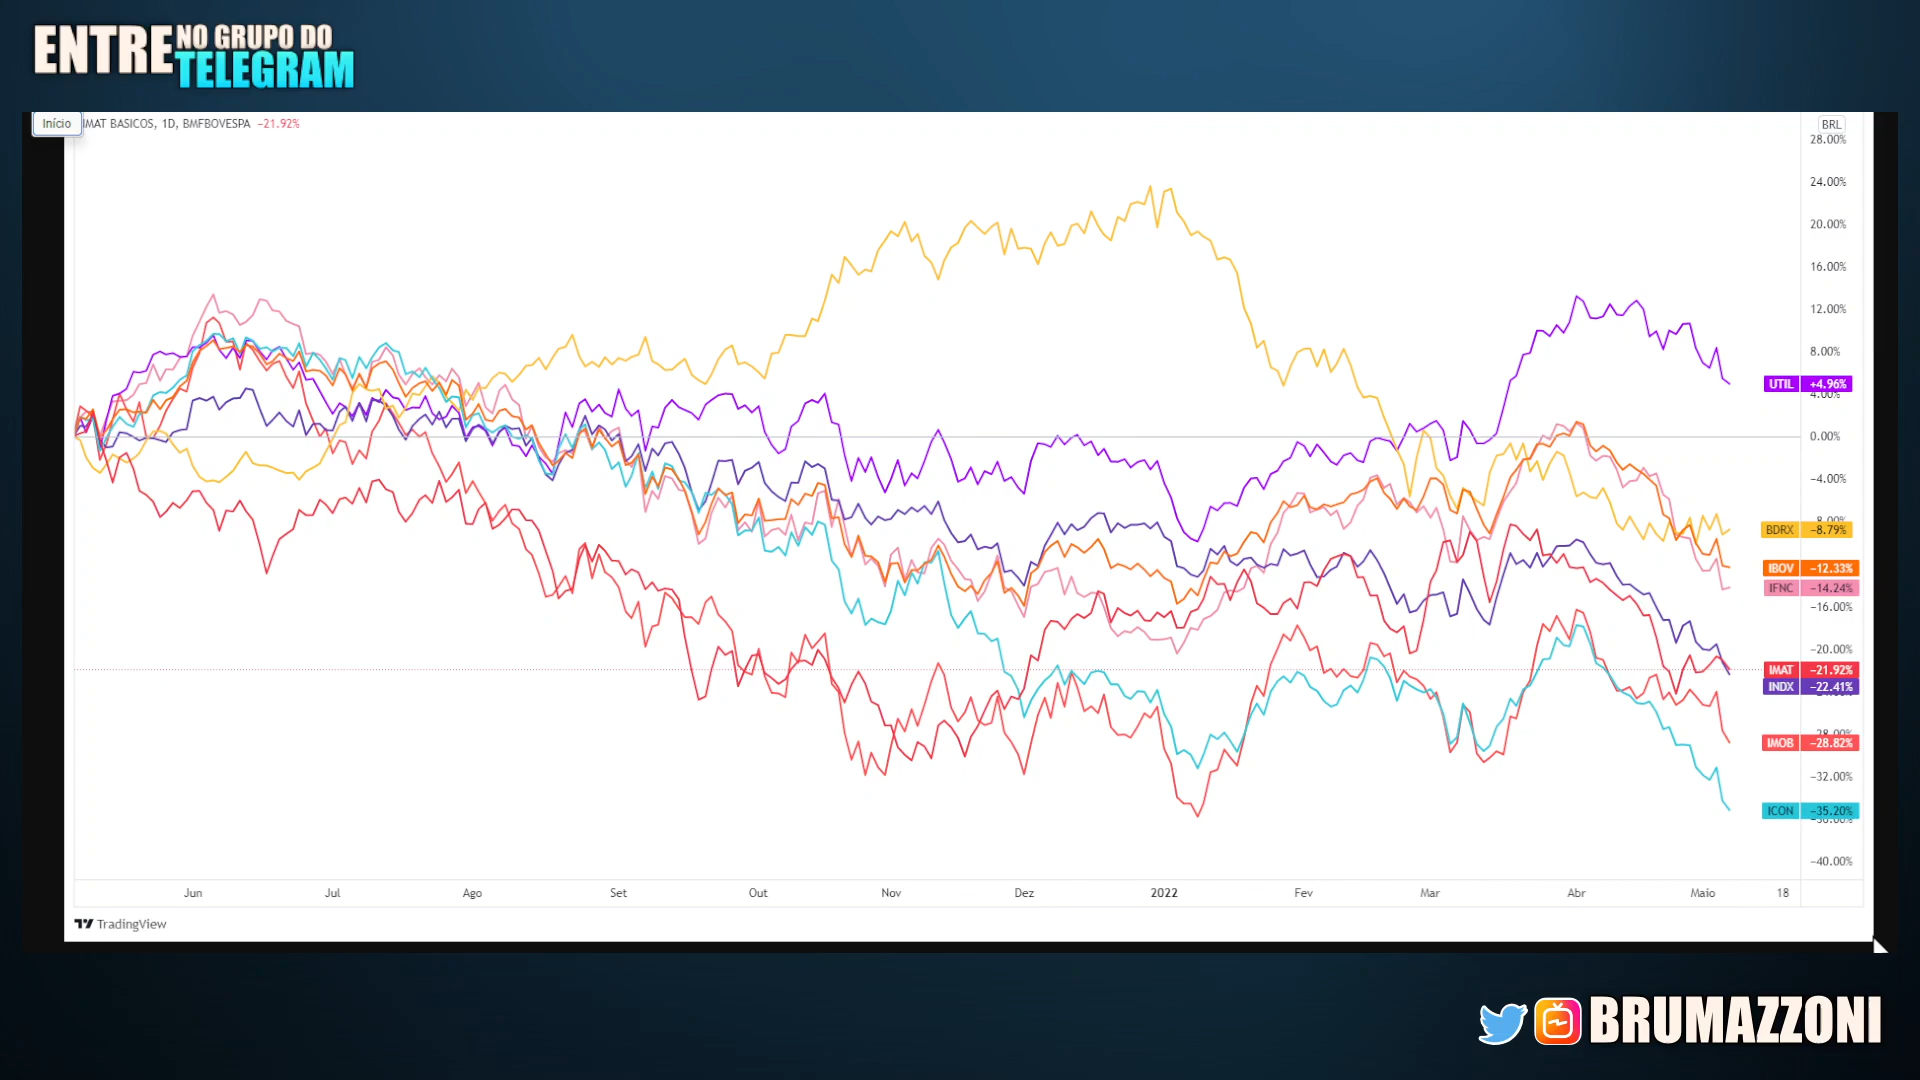 ENTRE NO GRUPO DO
TELEGRAM
Início
IMAT BASICOS, 1D, BMFBOVESPA −21.92%
BRL
28.00%
24.00%
20.00%
16.00%
12.00%
8.00%
UTIL +4.96%
4.00%
0.00%
−4.00%
BDRX −8.79%
IBOV −12.33%
IFNC −14.24%
−16.00%
−20.00%
IMAT −21.92%
INDX −22.41%
−28.00%
IMOB −28.82%
−32.00%
ICON −35.20%
−40.00%
Jun Jul Ago Set Out Nov Dez 2022 Fev Mar Abr Maio 18
TradingView
BRUMAZZONI